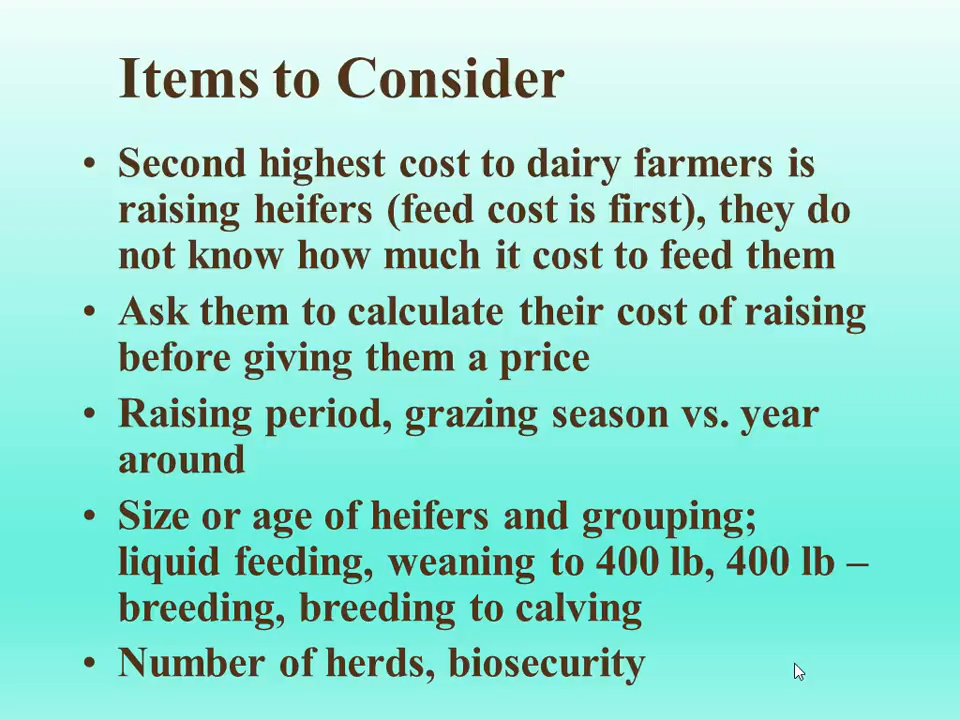 Items to Consider
• Second highest cost to dairy farmers is
raising heifers (feed cost is first), they do
not know how much it cost to feed them
• Ask them to calculate their cost of raising
before giving them a price
• Raising period, grazing season vs. year
around
• Size or age of heifers and grouping;
liquid feeding, weaning to 400 lb, 400 lb –
breeding, breeding to calving
• Number of herds, biosecurity